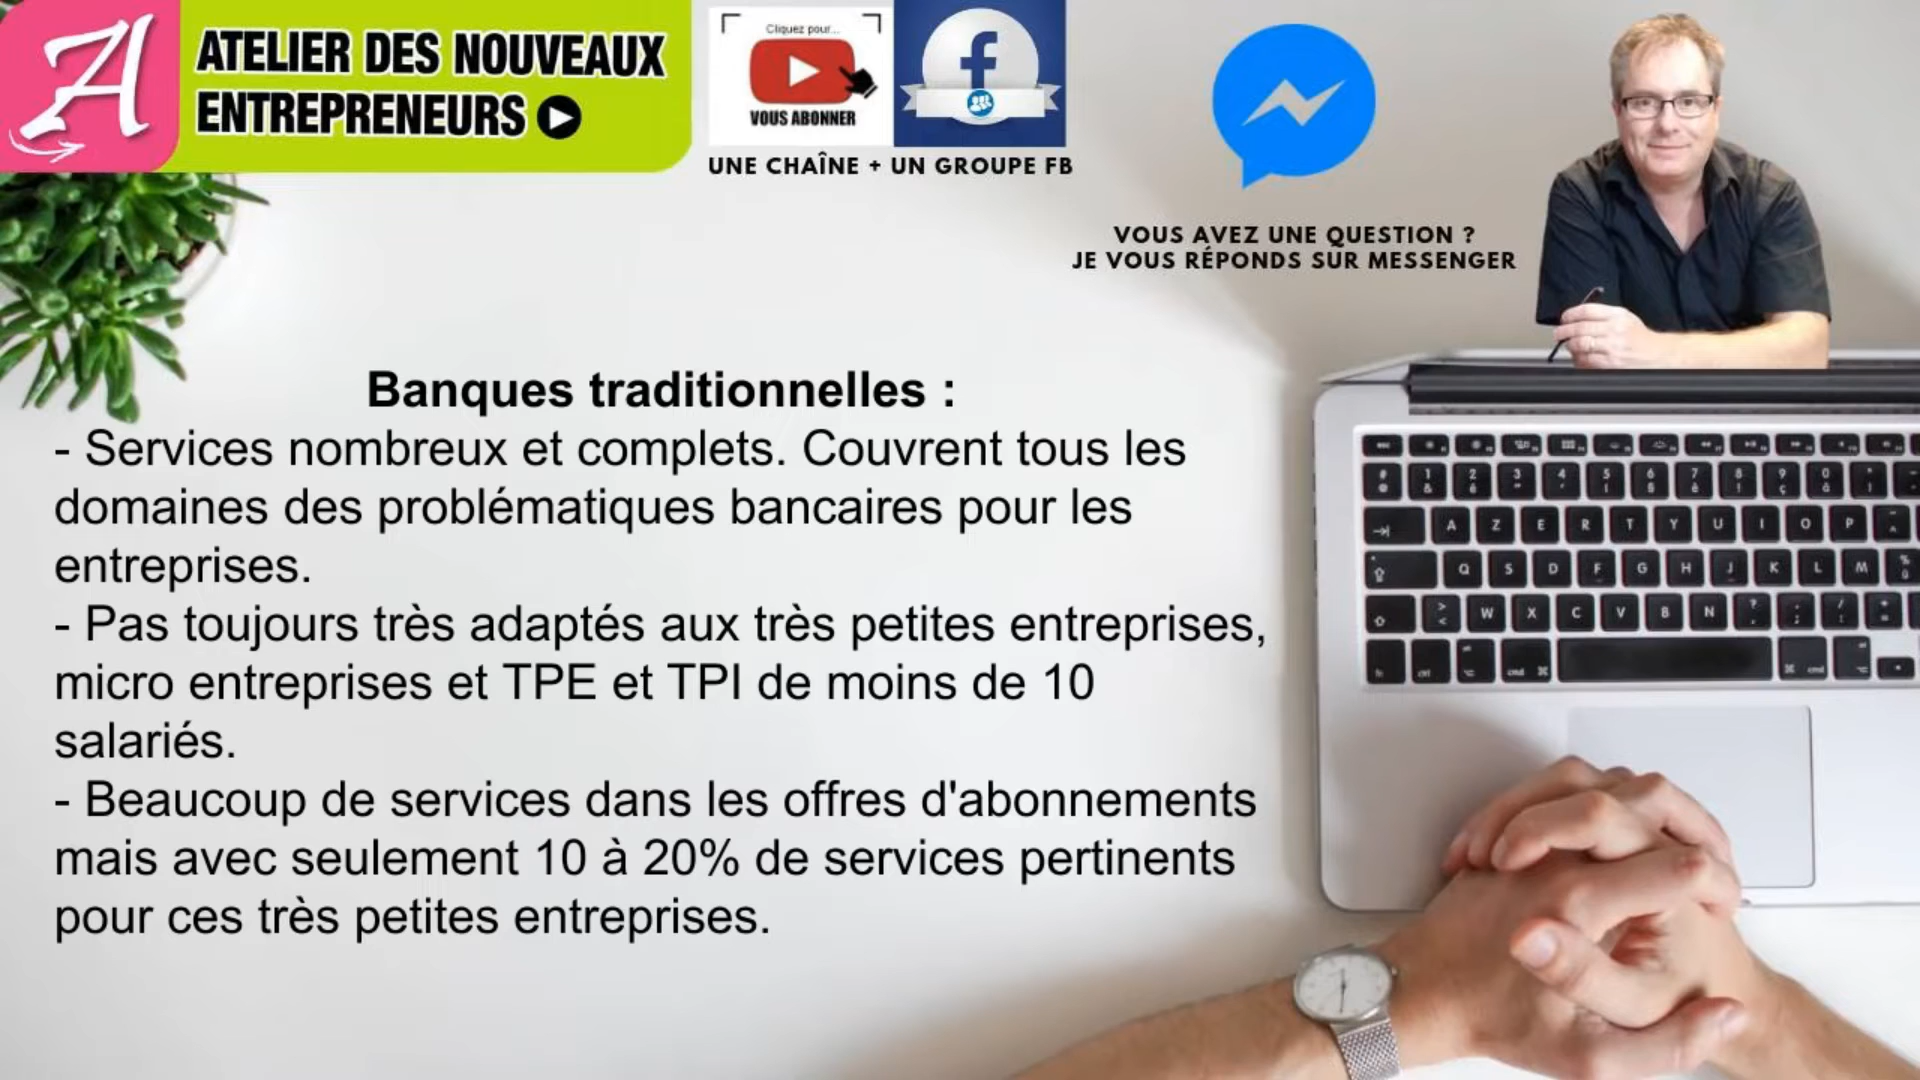 A
ATELIER DES NOUVEAUX
ENTREPRENEURS
Cliquez pour...
VOUS ABONNER
f
UNE CHAÎNE + UN GROUPE FB
VOUS AVEZ UNE QUESTION ?
JE VOUS RÉPONDS SUR MESSENGER
Banques traditionnelles :
- Services nombreux et complets. Couvrent tous les
domaines des problématiques bancaires pour les
entreprises.
- Pas toujours très adaptés aux très petites entreprises,
micro entreprises et TPE et TPI de moins de 10
salariés.
- Beaucoup de services dans les offres d'abonnements
mais avec seulement 10 à 20% de services pertinents
pour ces très petites entreprises.
A Z E R T Y U I O P
Q S D F G H J K L M
W X C V B N